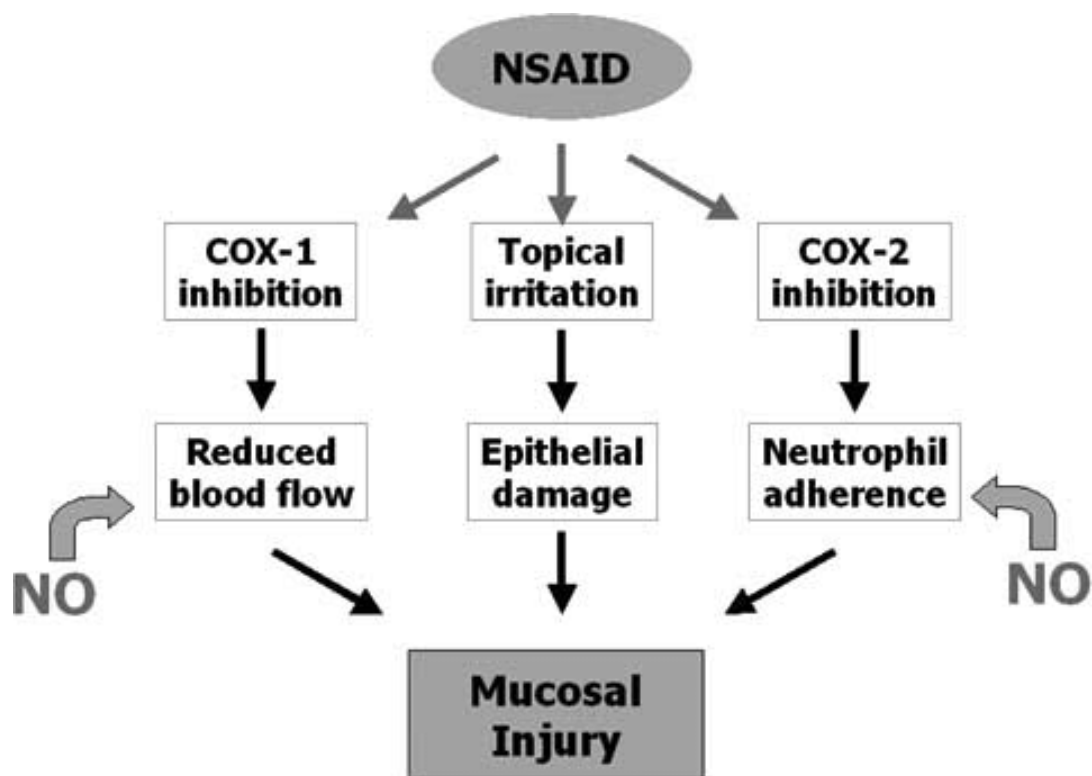 NSAID
COX-1
inhibition
Topical
irritation
COX-2
inhibition
Reduced
blood flow
Epithelial
damage
Neutrophil
adherence
NO
NO
Mucosal
Injury